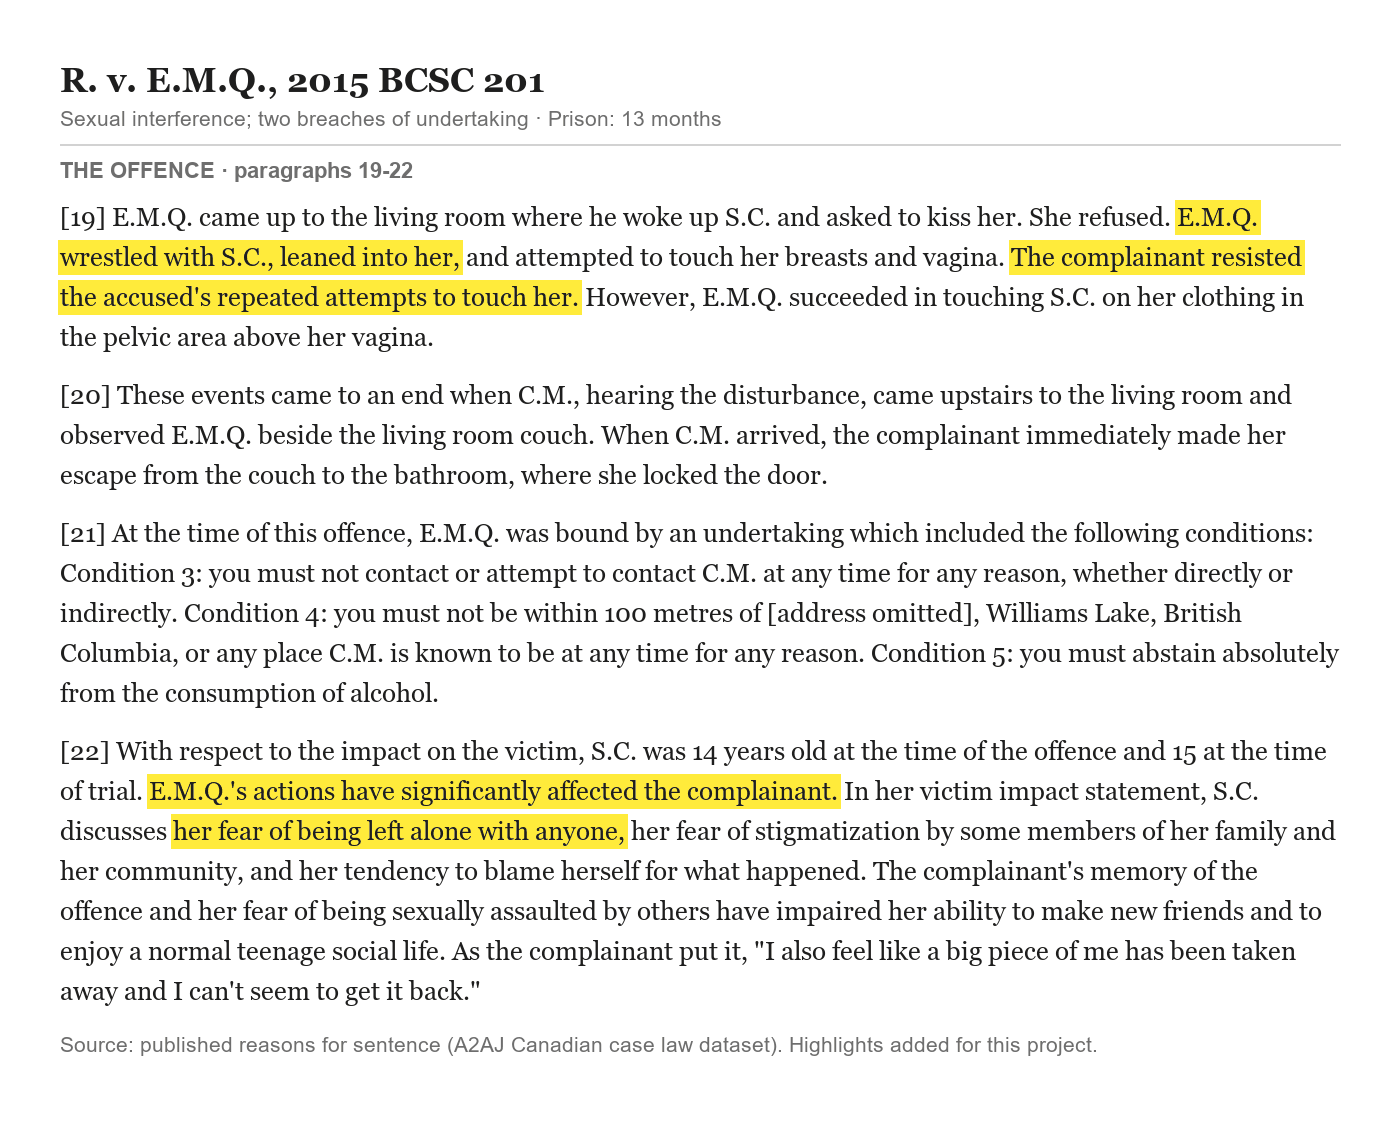 R. v. E.M.Q., 2015 BCSC 201
Sexual interference; two breaches of undertaking · Prison: 13 months
THE OFFENCE · paragraphs 19-22
[19] E.M.Q. came up to the living room where he woke up S.C. and asked to kiss her. She refused. E.M.Q.
wrestled with S.C., leaned into her, and attempted to touch her breasts and vagina. The complainant resisted
the accused's repeated attempts to touch her. However, E.M.Q. succeeded in touching S.C. on her clothing in
the pelvic area above her vagina.
[20] These events came to an end when C.M., hearing the disturbance, came upstairs to the living room and
observed E.M.Q. beside the living room couch. When C.M. arrived, the complainant immediately made her
escape from the couch to the bathroom, where she locked the door.
[21] At the time of this offence, E.M.Q. was bound by an undertaking which included the following conditions:
Condition 3: you must not contact or attempt to contact C.M. at any time for any reason, whether directly or
indirectly. Condition 4: you must not be within 100 metres of [address omitted], Williams Lake, British
Columbia, or any place C.M. is known to be at any time for any reason. Condition 5: you must abstain absolutely
from the consumption of alcohol.
[22] With respect to the impact on the victim, S.C. was 14 years old at the time of the offence and 15 at the time
of trial. E.M.Q.'s actions have significantly affected the complainant. In her victim impact statement, S.C.
discusses her fear of being left alone with anyone, her fear of stigmatization by some members of her family and
her community, and her tendency to blame herself for what happened. The complainant's memory of the
offence and her fear of being sexually assaulted by others have impaired her ability to make new friends and to
enjoy a normal teenage social life. As the complainant put it, "I also feel like a big piece of me has been taken
away and I can't seem to get it back."
Source: published reasons for sentence (A2AJ Canadian case law dataset). Highlights added for this project.